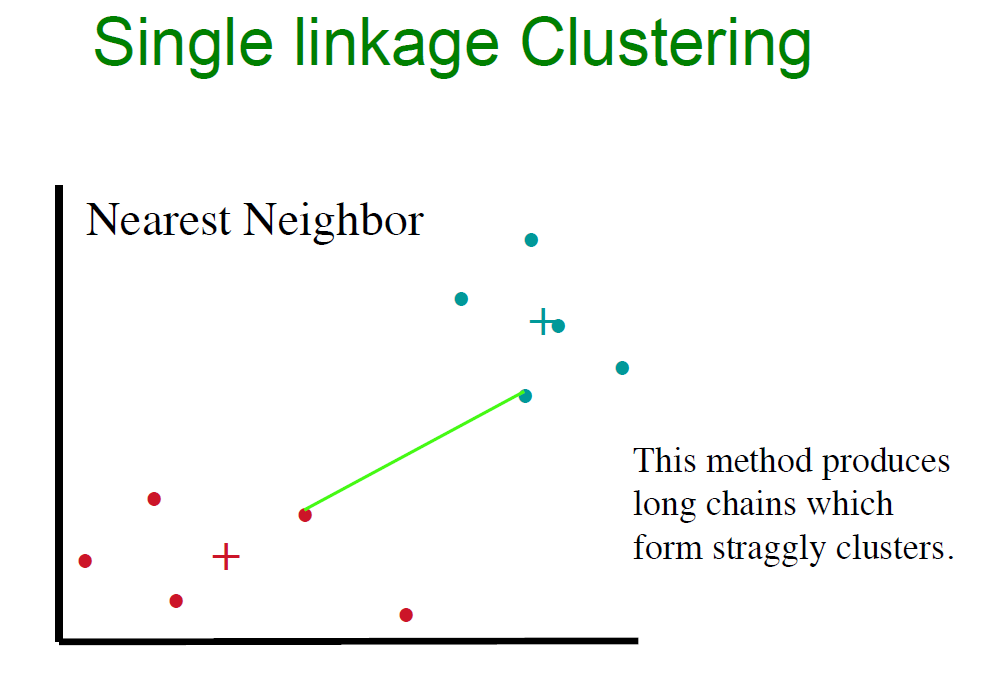 Single linkage Clustering
Nearest Neighbor
This method produces
long chains which
form straggly clusters.